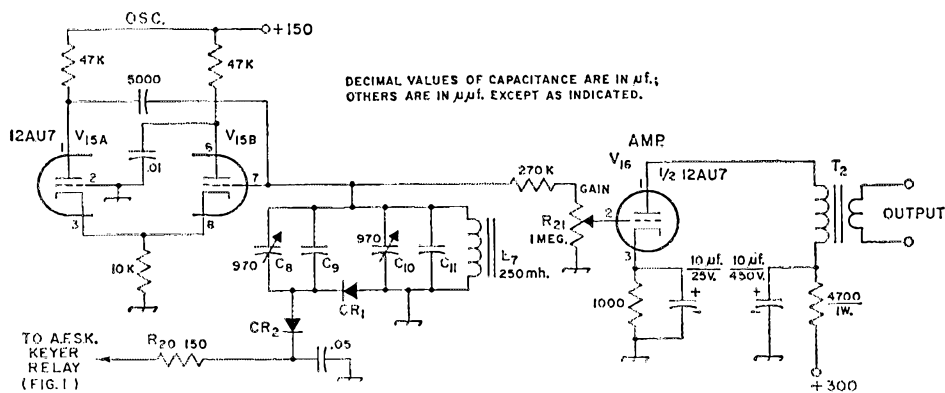 OSC.
+150
47K
47K
5000
DECIMAL VALUES OF CAPACITANCE ARE IN µf.;
OTHERS ARE IN µµf. EXCEPT AS INDICATED.
12AU7
V15A
V15B
.01
1
2
3
6
7
8
10K
970
C8
C9
970
C10
C11
L7
250mh.
CR1
CR2
R20 150
.05
TO A.F.S.K.
KEYER
RELAY
(FIG. 1)
270K
GAIN
R21
1 MEG.
AMP.
V16
1/2 12AU7
1
2
3
1000
10 µf.
25V.
10 µf.
450V.
+
+
T2
OUTPUT
4700
1W.
+300